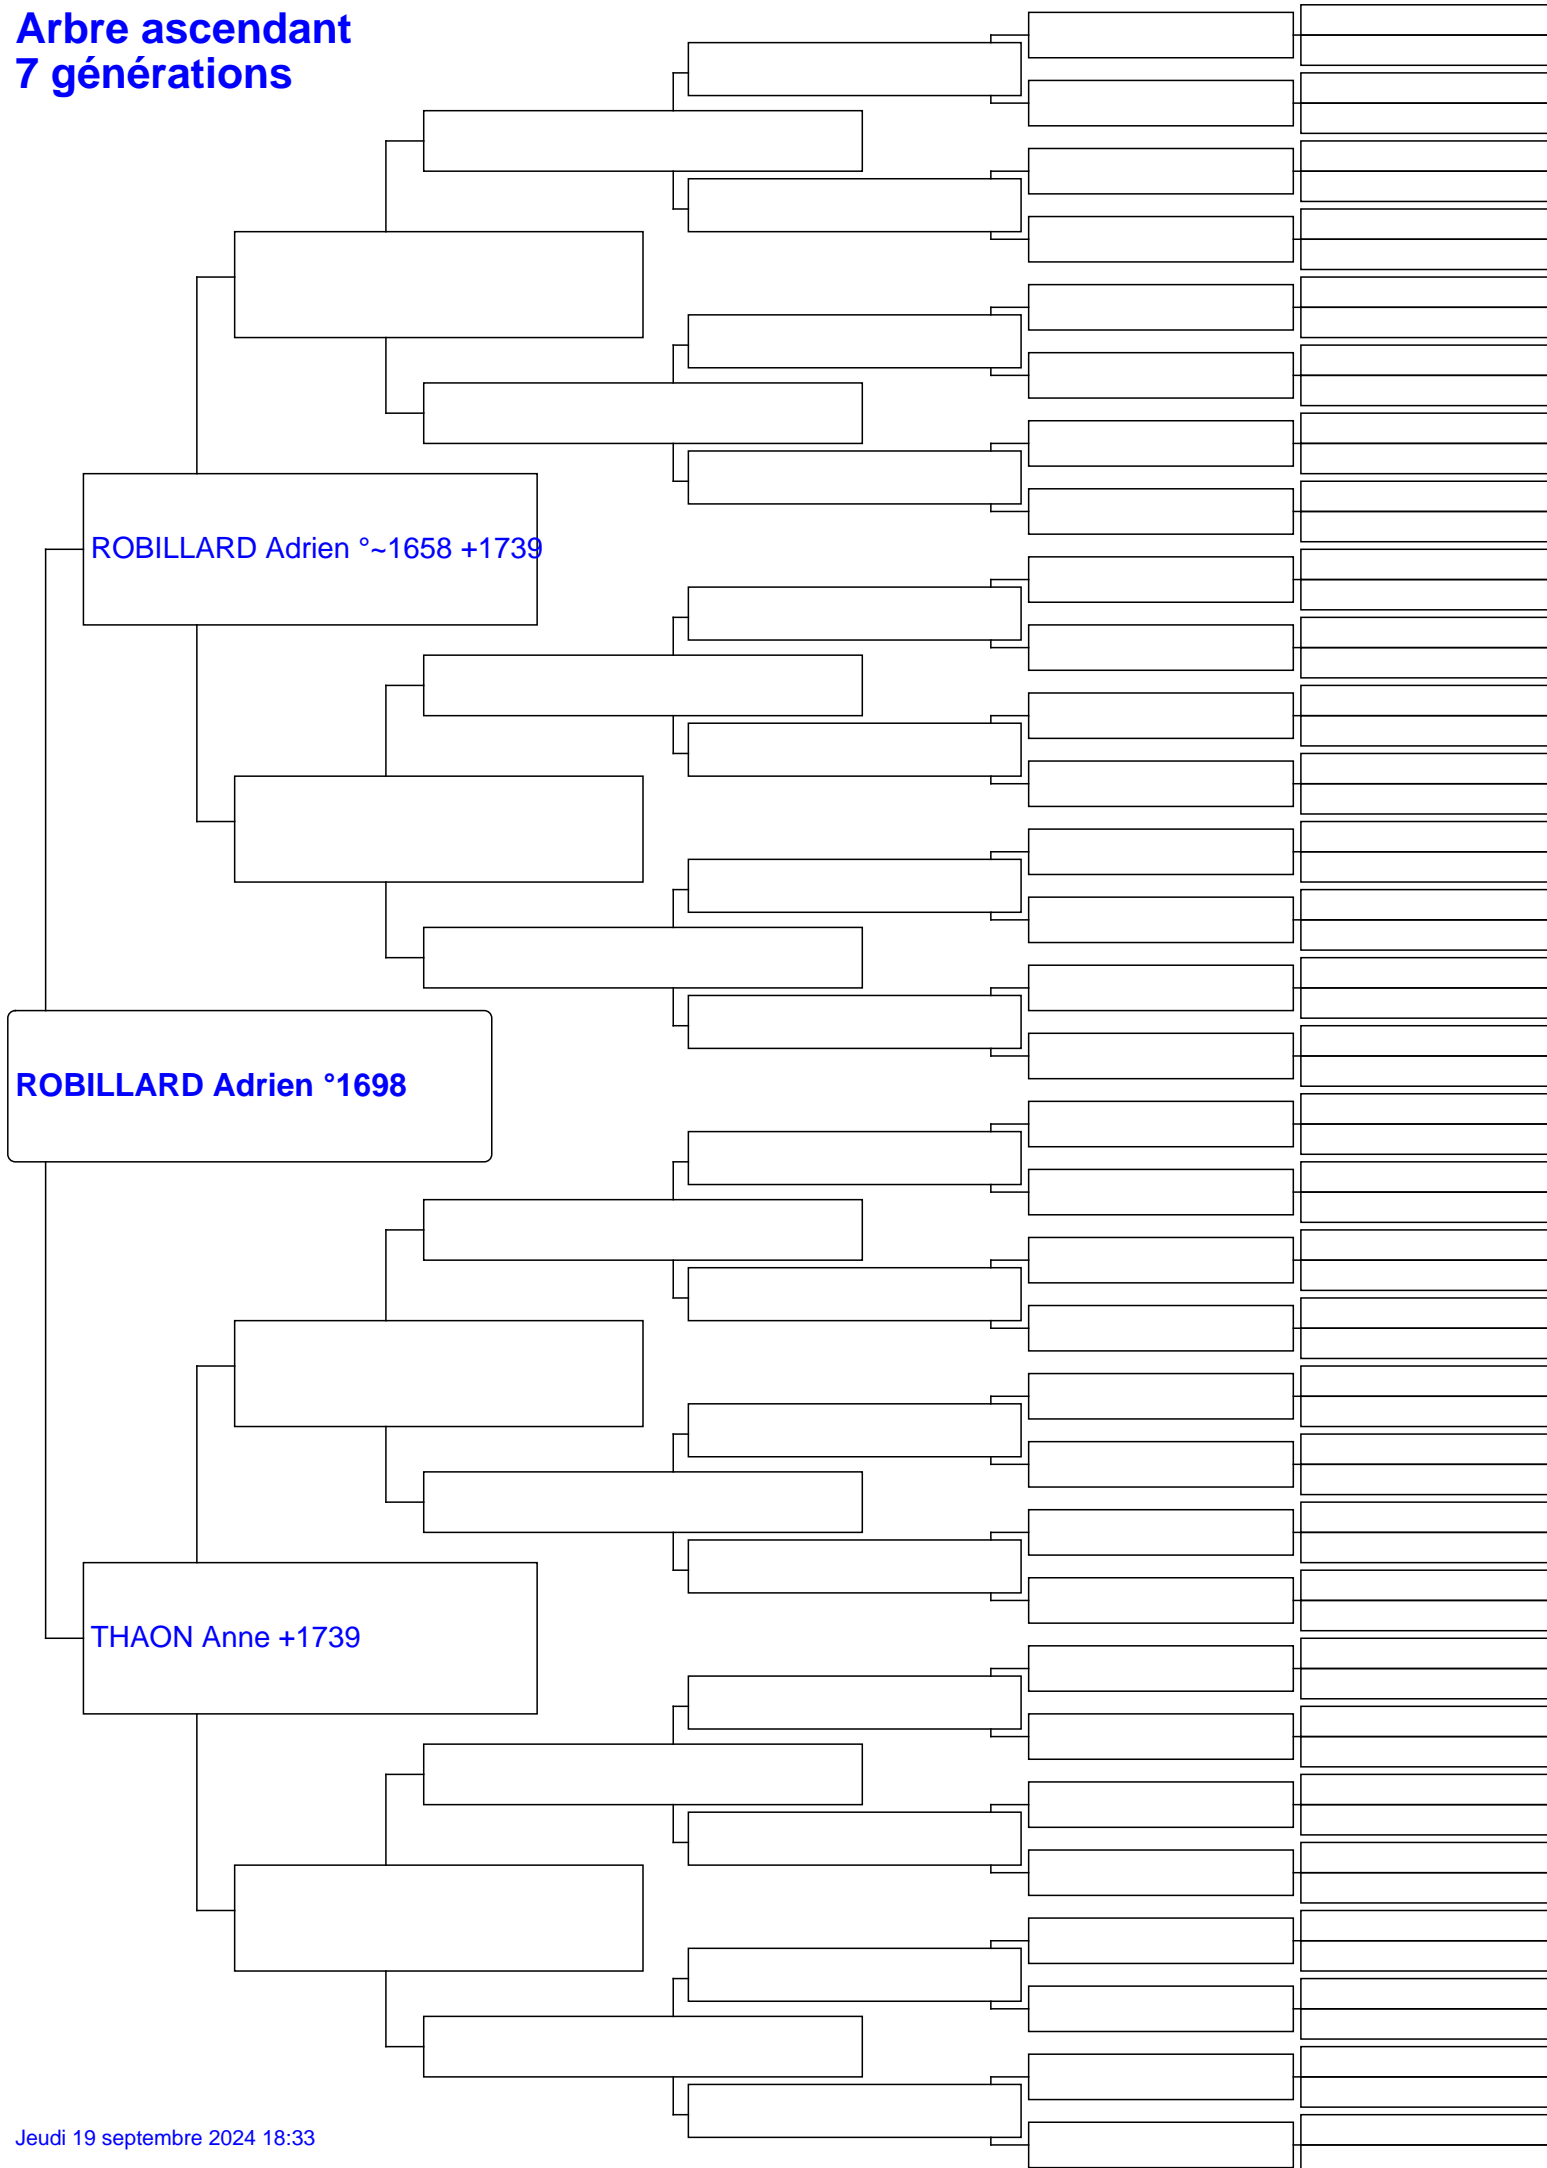 Arbre ascendant
7 générations
ROBILLARD Adrien °~1658 +1739
ROBILLARD Adrien °1698
THAON Anne +1739
Jeudi 19 septembre 2024 18:33